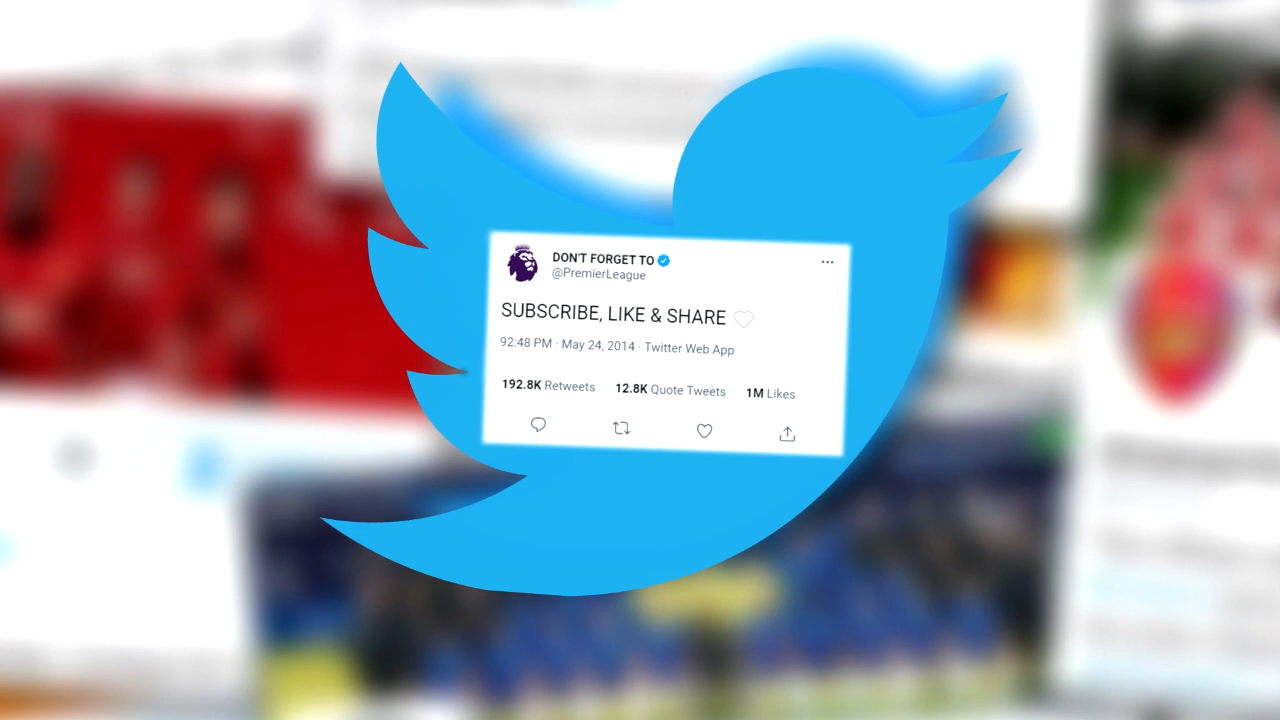 DON'T FORGET TO
@PremierLeague
SUBSCRIBE, LIKE & SHARE 🤍
92:48 PM · May 24, 2014 · Twitter Web App
192.8K Retweets 12.8K Quote Tweets 1M Likes